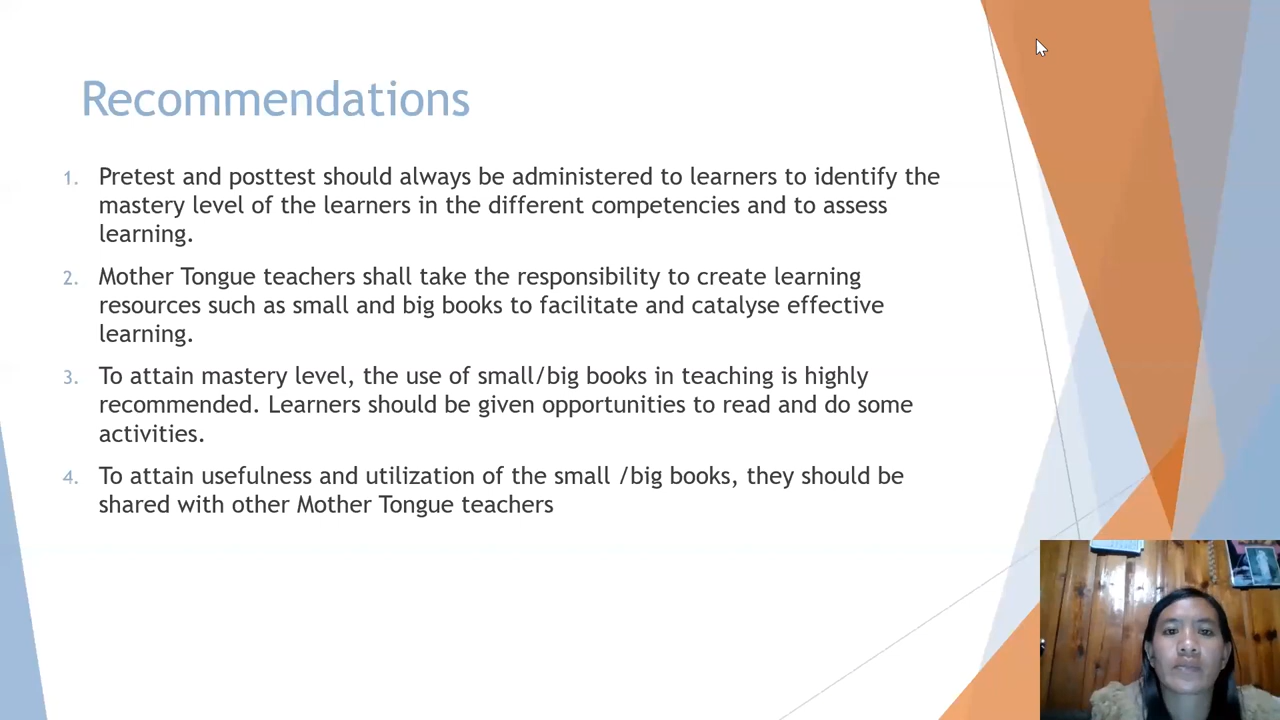 Recommendations
1. Pretest and posttest should always be administered to learners to identify the
mastery level of the learners in the different competencies and to assess
learning.
2. Mother Tongue teachers shall take the responsibility to create learning
resources such as small and big books to facilitate and catalyse effective
learning.
3. To attain mastery level, the use of small/big books in teaching is highly
recommended. Learners should be given opportunities to read and do some
activities.
4. To attain usefulness and utilization of the small /big books, they should be
shared with other Mother Tongue teachers